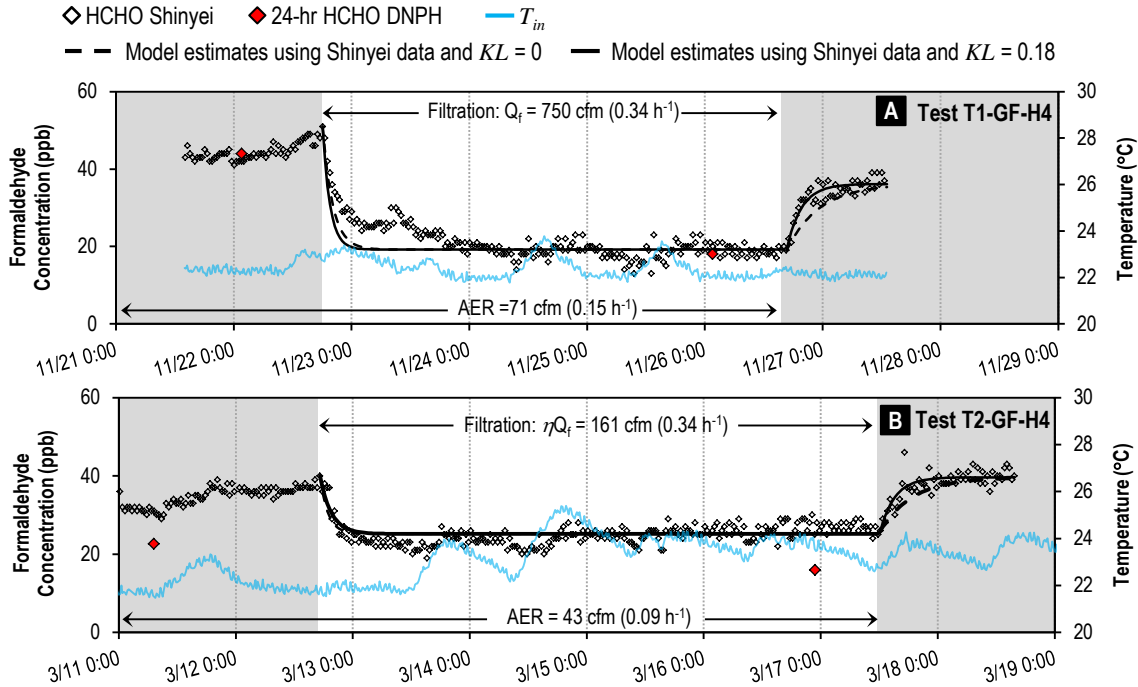 HCHO Shinyei 24-hr HCHO DNPH T_in
Model estimates using Shinyei data and KL = 0 Model estimates using Shinyei data and KL = 0.18
60 30
Filtration: Q_f = 750 cfm (0.34 h⁻¹) A Test T1-GF-H4
28
40 26
Formaldehyde
Concentration (ppb)
Temperature (°C)
24
20
22
AER =71 cfm (0.15 h⁻¹)
0 20
11/21 0:00 11/22 0:00 11/23 0:00 11/24 0:00 11/25 0:00 11/26 0:00 11/27 0:00 11/28 0:00 11/29 0:00
60 30
Filtration: ηQ_f = 161 cfm (0.34 h⁻¹) B Test T2-GF-H4
28
40 26
Formaldehyde
Concentration (ppb)
Temperature (°C)
24
20
22
AER = 43 cfm (0.09 h⁻¹)
0 20
3/11 0:00 3/12 0:00 3/13 0:00 3/14 0:00 3/15 0:00 3/16 0:00 3/17 0:00 3/18 0:00 3/19 0:00